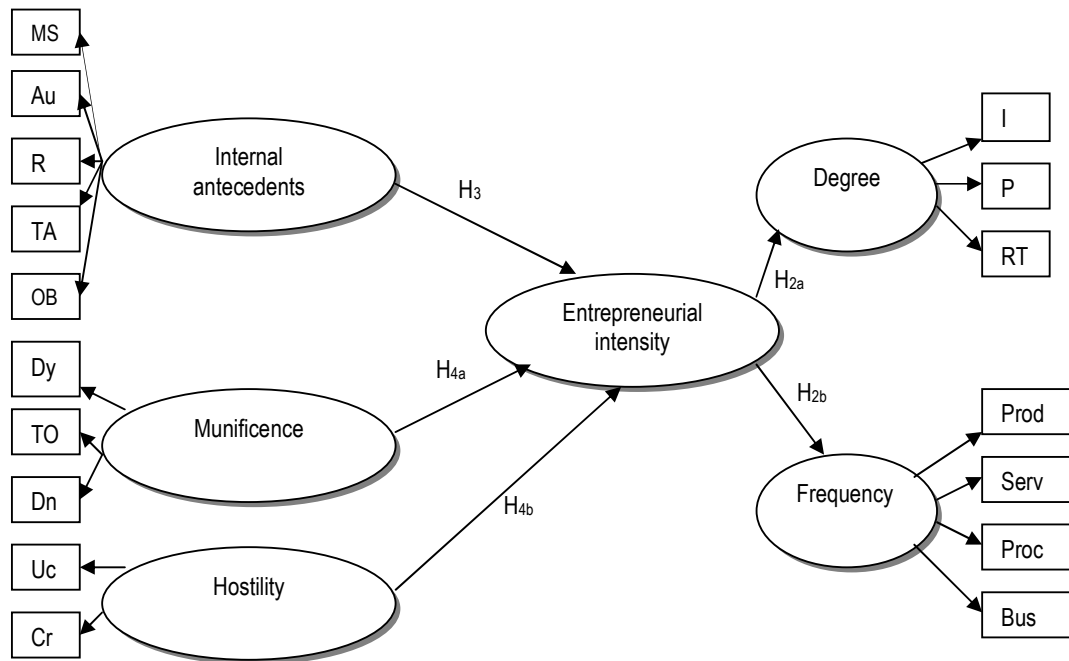 MS
Au
R
TA
OB
Internal
antecedents
H3
Dy
TO
Dn
Munificence
H4a
Uc
Cr
Hostility
H4b
Entrepreneurial
intensity
H2a
H2b
Degree
I
P
RT
Frequency
Prod
Serv
Proc
Bus